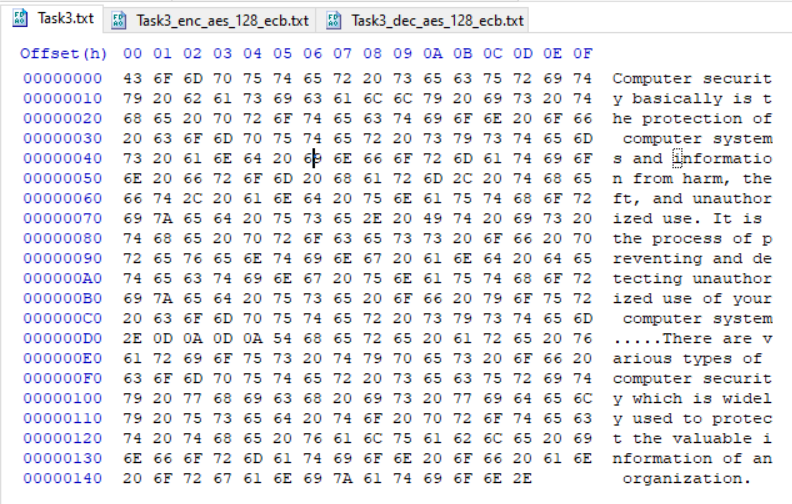 Task3.txt Task3_enc_aes_128_ecb.txt Task3_dec_aes_128_ecb.txt
Offset(h) 00 01 02 03 04 05 06 07 08 09 0A 0B 0C 0D 0E 0F
00000000 43 6F 6D 70 75 74 65 72 20 73 65 63 75 72 69 74 Computer securit
00000010 79 20 62 61 73 69 63 61 6C 6C 79 20 69 73 20 74 y basically is t
00000020 68 65 20 70 72 6F 74 65 63 74 69 6F 6E 20 6F 66 he protection of
00000030 20 63 6F 6D 70 75 74 65 72 20 73 79 73 74 65 6D computer system
00000040 73 20 61 6E 64 20 69 6E 66 6F 72 6D 61 74 69 6F s and informatio
00000050 6E 20 66 72 6F 6D 20 68 61 72 6D 2C 20 74 68 65 n from harm, the
00000060 66 74 2C 20 61 6E 64 20 75 6E 61 75 74 68 6F 72 ft, and unauthor
00000070 69 7A 65 64 20 75 73 65 2E 20 49 74 20 69 73 20 ized use. It is
00000080 74 68 65 20 70 72 6F 63 65 73 73 20 6F 66 20 70 the process of p
00000090 72 65 76 65 6E 74 69 6E 67 20 61 6E 64 20 64 65 reventing and de
000000A0 74 65 63 74 69 6E 67 20 75 6E 61 75 74 68 6F 72 tecting unauthor
000000B0 69 7A 65 64 20 75 73 65 20 6F 66 20 79 6F 75 72 ized use of your
000000C0 20 63 6F 6D 70 75 74 65 72 20 73 79 73 74 65 6D computer system
000000D0 2E 0D 0A 0D 0A 54 68 65 72 65 20 61 72 65 20 76 .....There are v
000000E0 61 72 69 6F 75 73 20 74 79 70 65 73 20 6F 66 20 arious types of
000000F0 63 6F 6D 70 75 74 65 72 20 73 65 63 75 72 69 74 computer securit
00000100 79 20 77 68 69 63 68 20 69 73 20 77 69 64 65 6C y which is widel
00000110 79 20 75 73 65 64 20 74 6F 20 70 72 6F 74 65 63 y used to protec
00000120 74 20 74 68 65 20 76 61 6C 75 61 62 6C 65 20 69 t the valuable i
00000130 6E 66 6F 72 6D 61 74 69 6F 6E 20 6F 66 20 61 6E nformation of an
00000140 20 6F 72 67 61 6E 69 7A 61 74 69 6F 6E 2E organization.